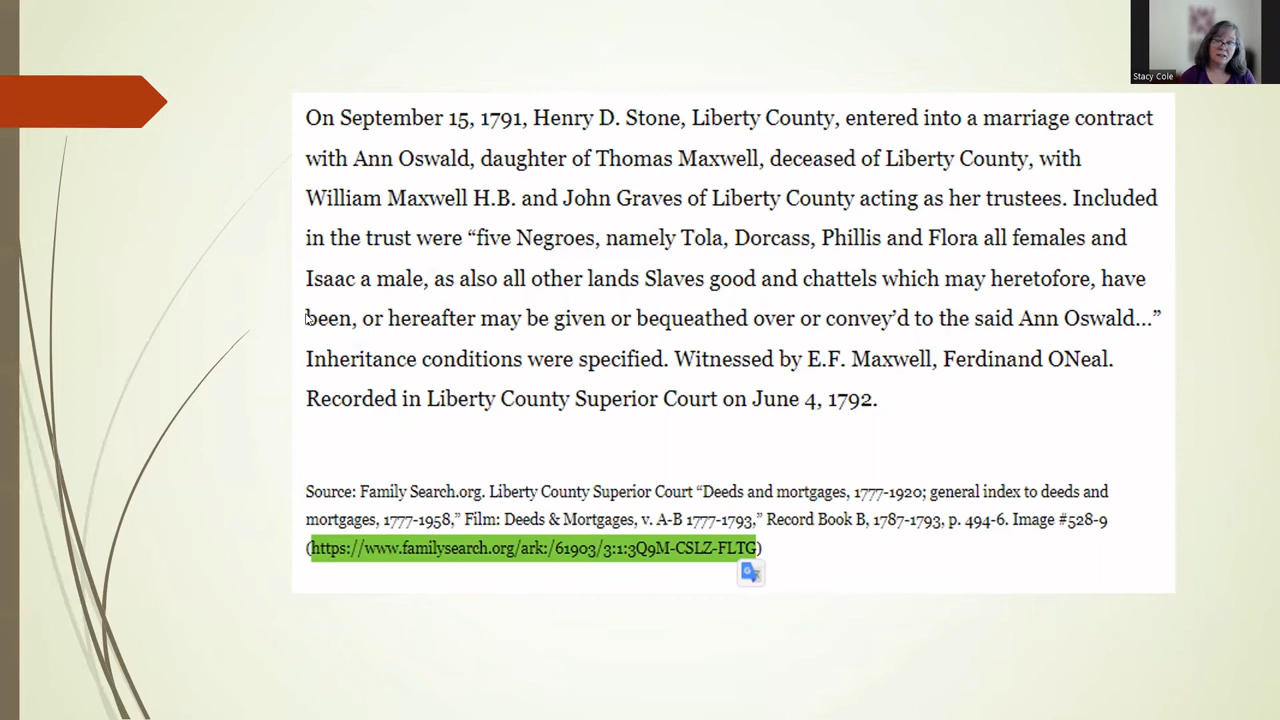 Stacy Cole
On September 15, 1791, Henry D. Stone, Liberty County, entered into a marriage contract
with Ann Oswald, daughter of Thomas Maxwell, deceased of Liberty County, with
William Maxwell H.B. and John Graves of Liberty County acting as her trustees. Included
in the trust were “five Negroes, namely Tola, Dorcass, Phillis and Flora all females and
Isaac a male, as also all other lands Slaves good and chattels which may heretofore, have
been, or hereafter may be given or bequeathed over or convey’d to the said Ann Oswald...”
Inheritance conditions were specified. Witnessed by E.F. Maxwell, Ferdinand ONeal.
Recorded in Liberty County Superior Court on June 4, 1792.
Source: Family Search.org. Liberty County Superior Court “Deeds and mortgages, 1777-1920; general index to deeds and
mortgages, 1777-1958,” Film: Deeds & Mortgages, v. A-B 1777-1793,” Record Book B, 1787-1793, p. 494-6. Image #528-9
(https://www.familysearch.org/ark:/61903/3:1:3Q9M-CSLZ-FLTG)